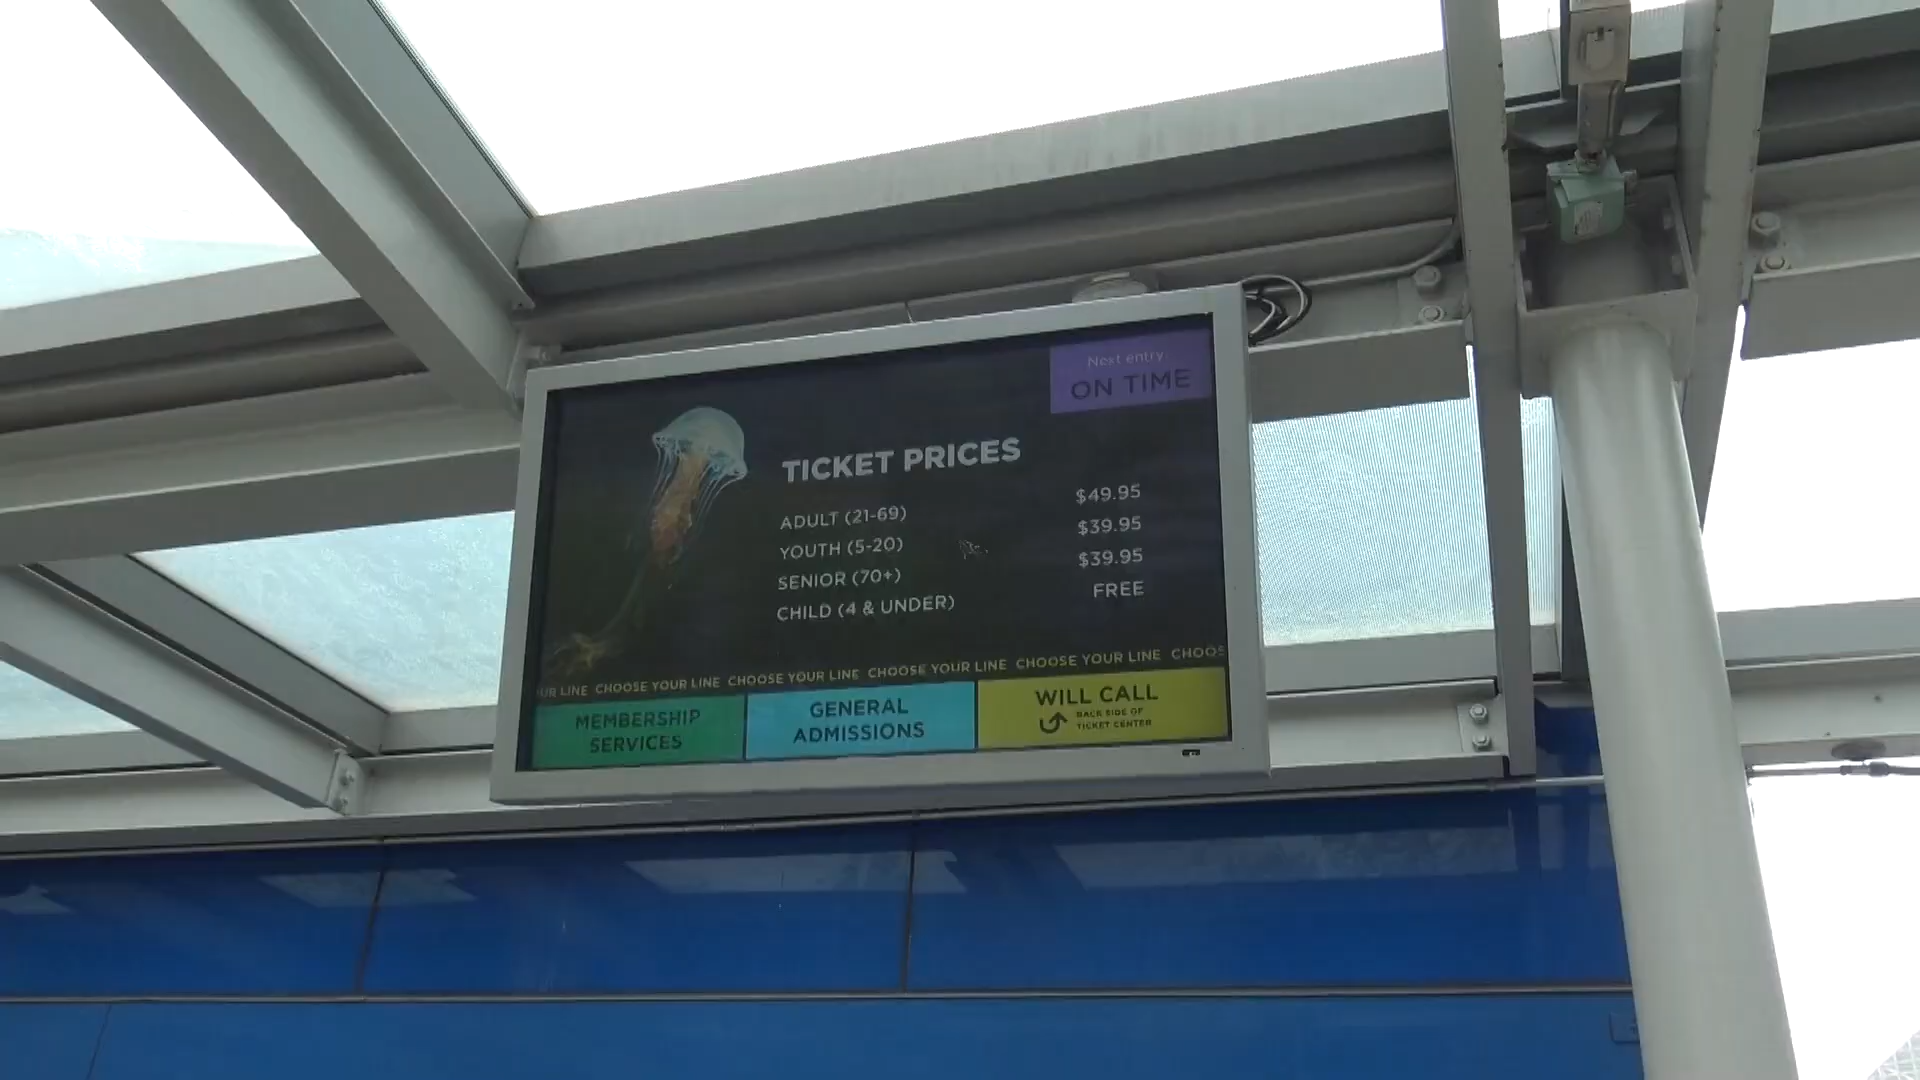 Next entry
ON TIME
TICKET PRICES
ADULT (21-69) $49.95
YOUTH (5-20) $39.95
SENIOR (70+) $39.95
CHILD (4 & UNDER) FREE
UR LINE CHOOSE YOUR LINE CHOOSE YOUR LINE CHOOSE YOUR LINE CHOOSE YOUR LINE CHOOS
MEMBERSHIP
SERVICES
GENERAL
ADMISSIONS
WILL CALL
BACK SIDE OF
TICKET CENTER